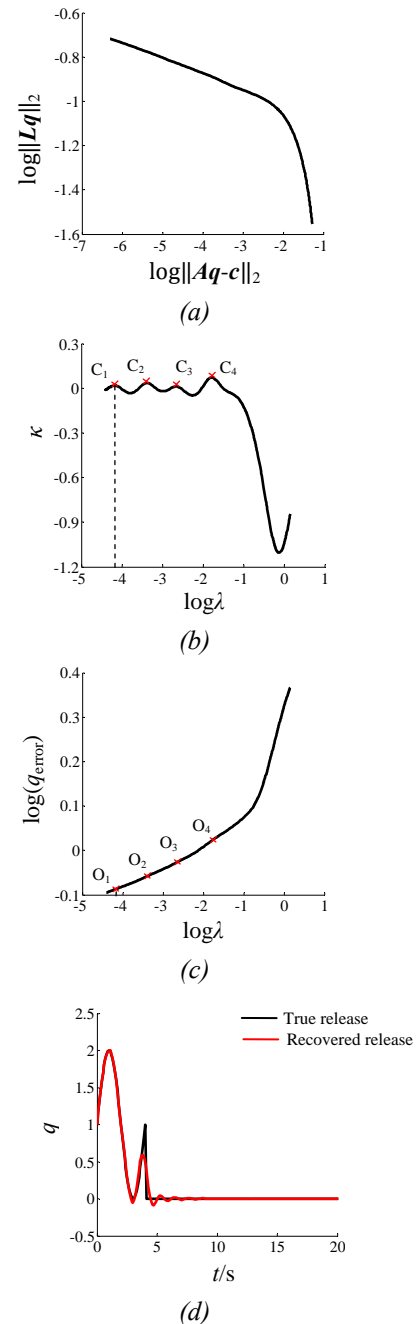 -0.6
-0.8
-1
-1.2
-1.4
-1.6
log||Lq||₂
-7 -6 -5 -4 -3 -2 -1
log||Aq-c||₂
(a)
0.3
0
-0.3
-0.6
-0.9
-1.2
κ
C₁ C₂ C₃ C₄
-5 -4 -3 -2 -1 0 1
logλ
(b)
0.4
0.3
0.2
0.1
0
-0.1
log(q_error)
O₁ O₂ O₃ O₄
-5 -4 -3 -2 -1 0 1
logλ
(c)
2.5
2
1.5
1
0.5
0
-0.5
q
True release
Recovered release
0 5 10 15 20
t/s
(d)